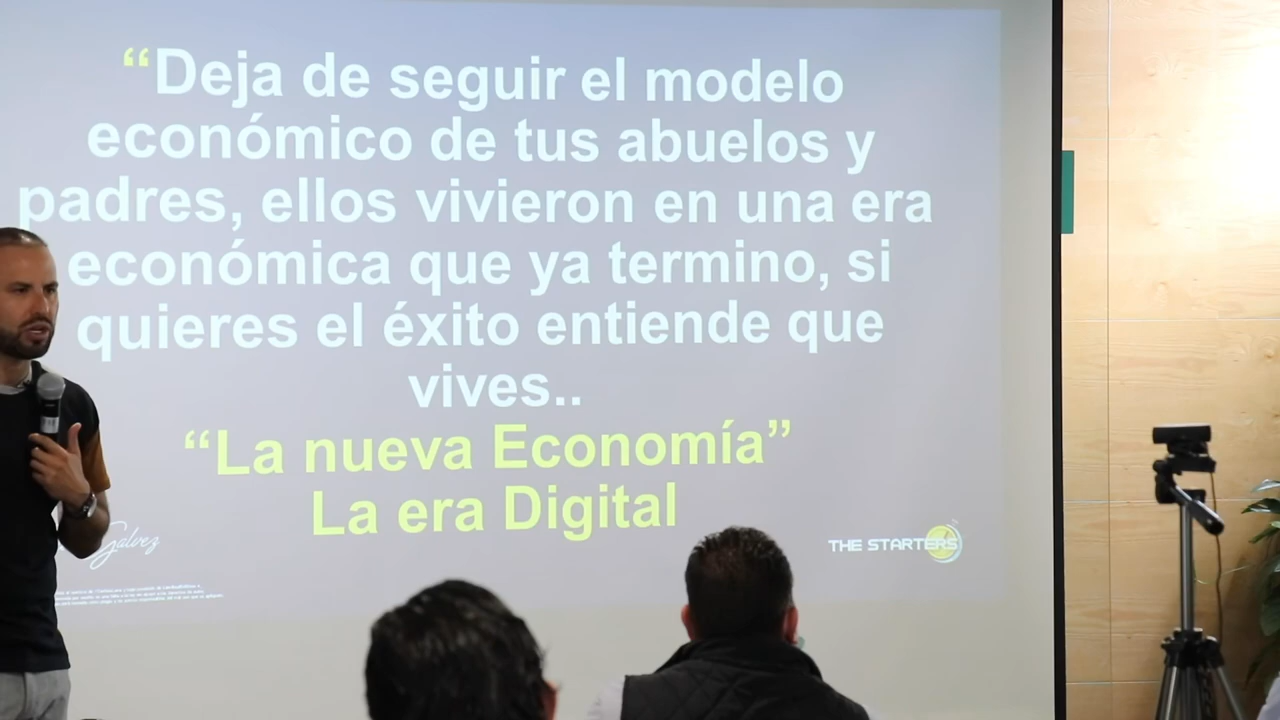 “Deja de seguir el modelo
económico de tus abuelos y
padres, ellos vivieron en una era
económica que ya termino, si
quieres el éxito entiende que
vives..
“La nueva Economía”
La era Digital
Galvez
THE STARTERS